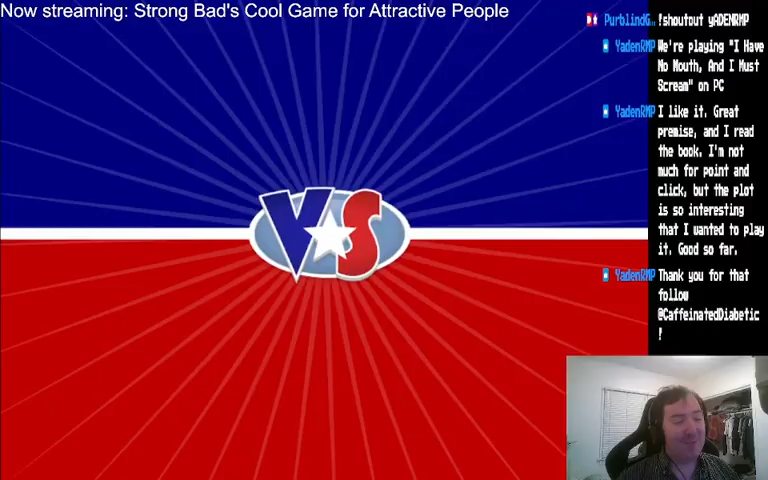 Now streaming: Strong Bad's Cool Game for Attractive People
VS
PurblindG.. !shoutout yADENRMP
YadenRMP We're playing "I Have
No Mouth, And I Must
Scream" on PC
YadenRMP I like it. Great
premise, and I read
the book. I'm not
much for point and
click, but the plot
is so interesting
that I wanted to play
it. Good so far.
YadenRMP Thank you for that
follow
@CaffeinatedDiabetic
!